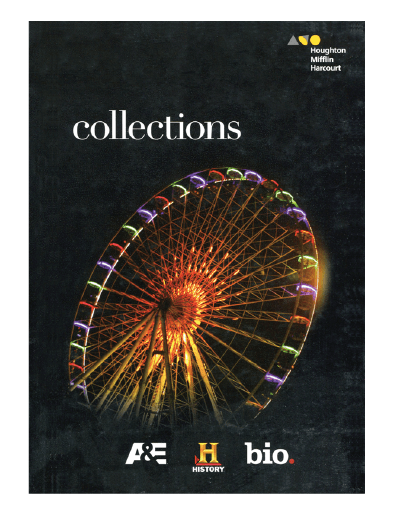 Houghton
Mifflin
Harcourt
collections
A&E
H
HISTORY
bio.